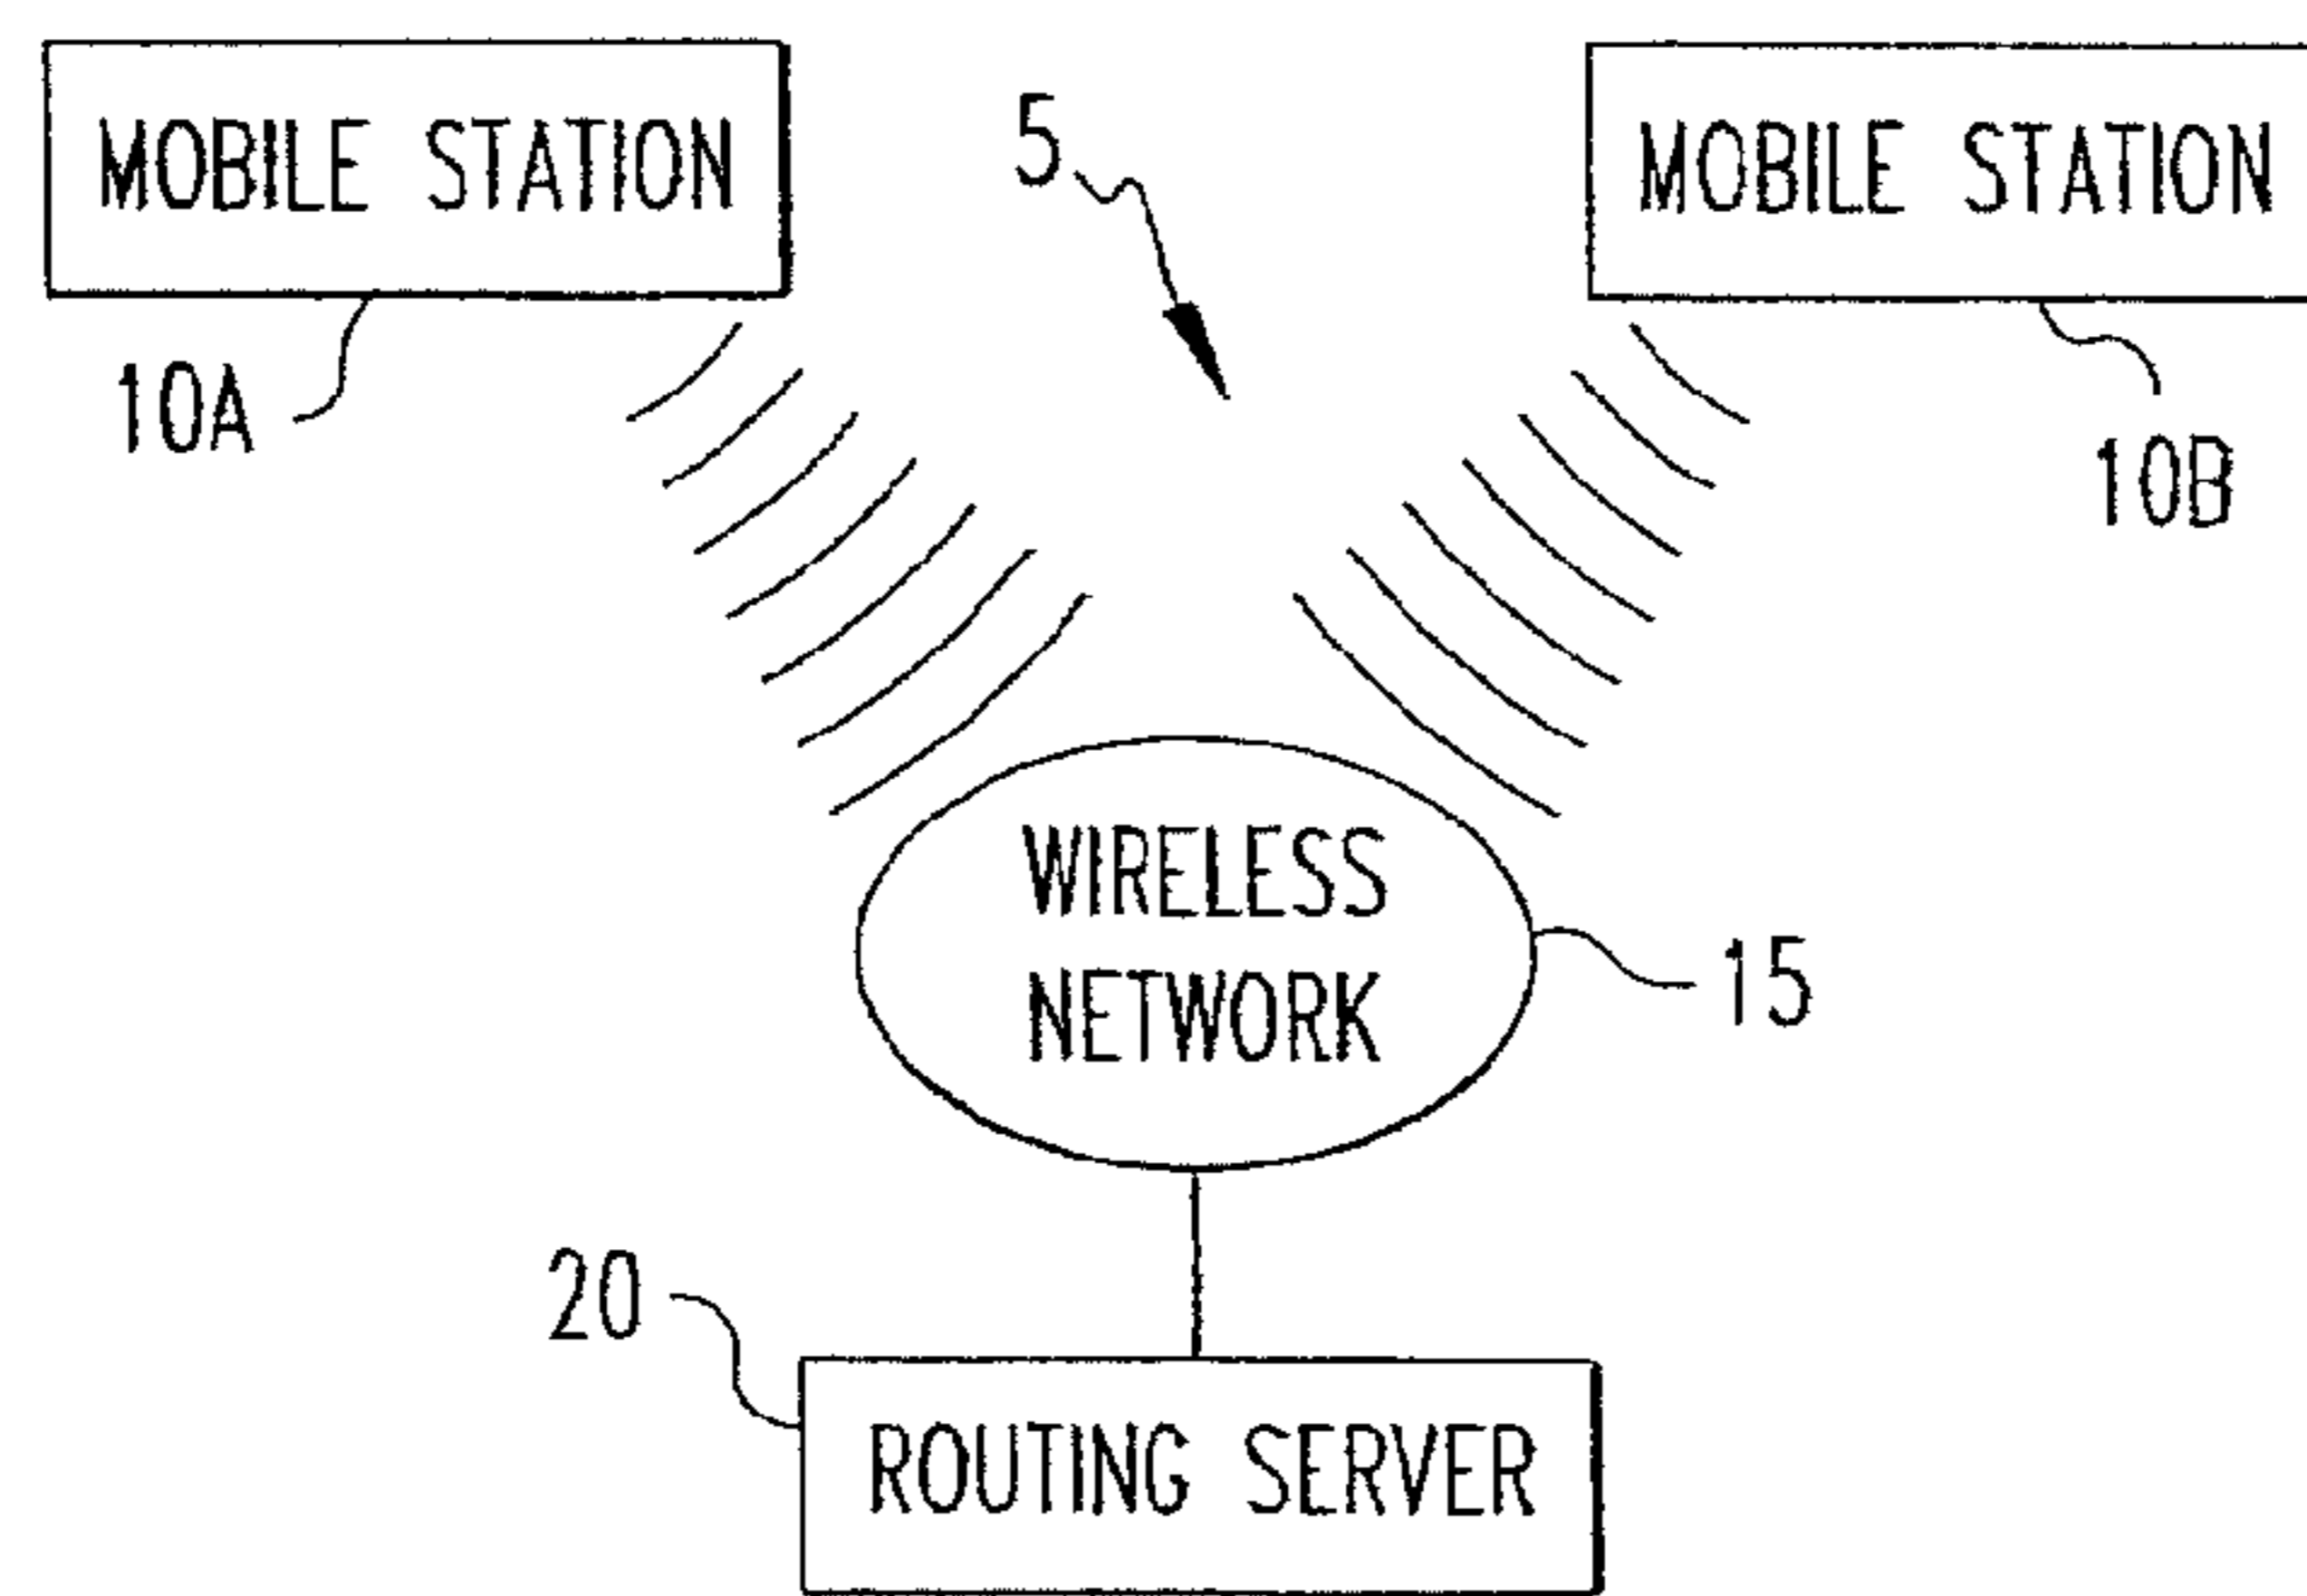 MOBILE STATION
5
MOBILE STATION
10A
10B
WIRELESS
NETWORK
15
20
ROUTING SERVER